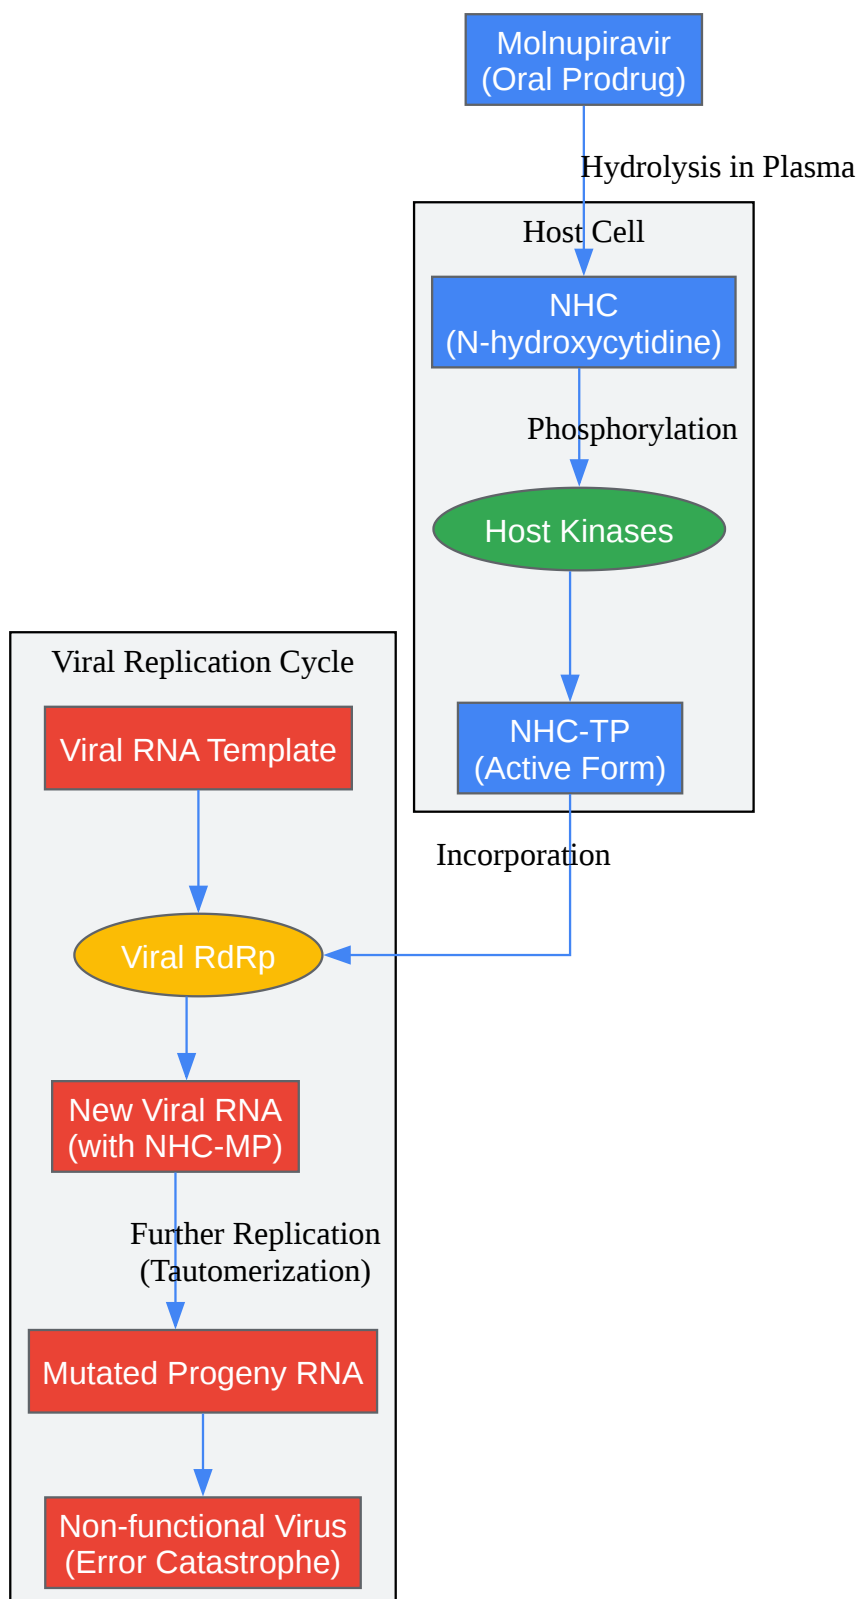 Molnupiravir
(Oral Prodrug)
Hydrolysis in Plasma
Host Cell
NHC
(N-hydroxycytidine)
Phosphorylation
Host Kinases
NHC-TP
(Active Form)
Incorporation
Viral Replication Cycle
Viral RNA Template
Viral RdRp
New Viral RNA
(with NHC-MP)
Further Replication
(Tautomerization)
Mutated Progeny RNA
Non-functional Virus
(Error Catastrophe)